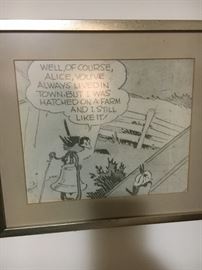 WELL, OF COURSE,
ALICE, YOU'VE
ALWAYS LIVED IN
TOWN. BUT I WAS
HATCHED ON A FARM
AND I STILL
LIKE IT!